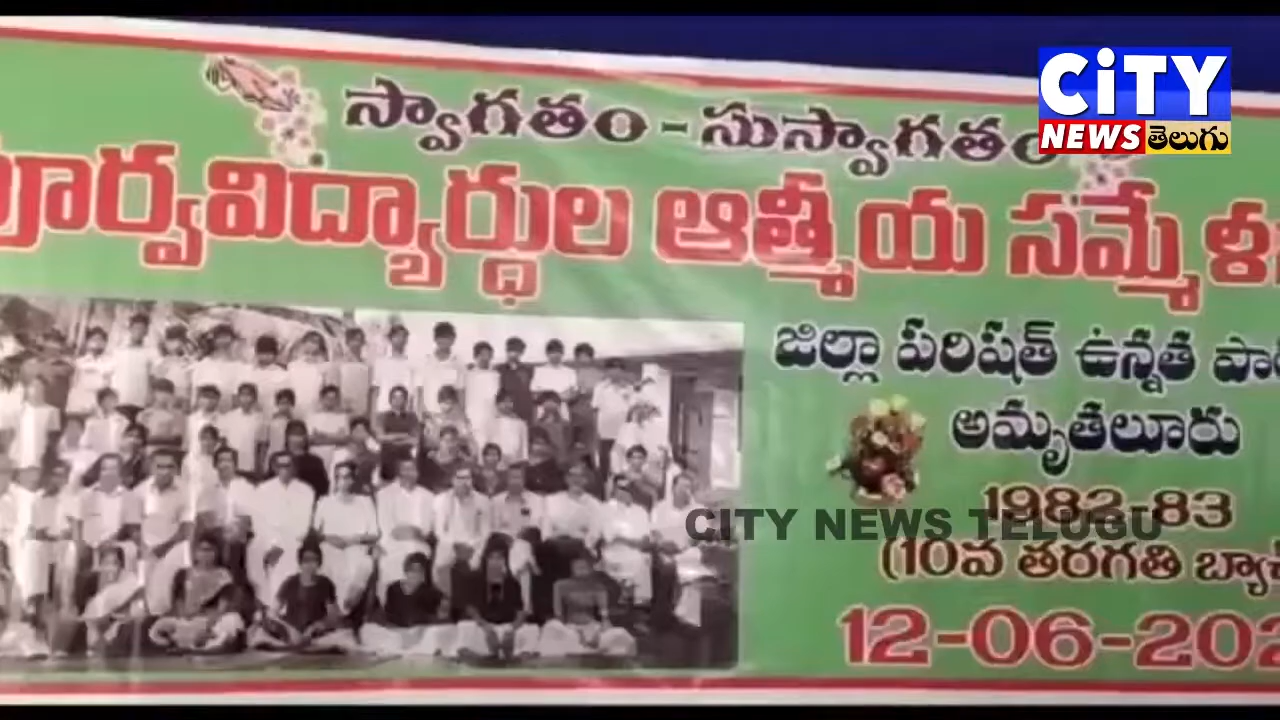 CiTY
NEWS తెలుగు
స్వాగతం - సుస్వాగతం
పూర్వవిద్యార్థుల ఆత్మీయ సమ్మేళ
జిల్లా పరిషత్ ఉన్నత
అమృతలూరు
1982-83
CITY NEWS TELUGU
(10వ తరగతి
12-06-202